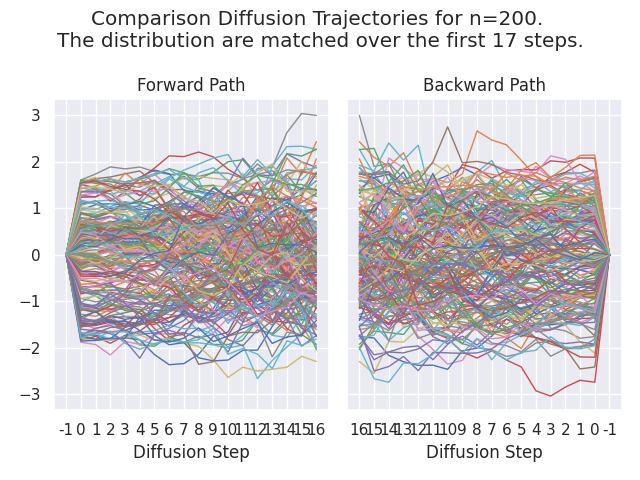 Comparison Diffusion Trajectories for n=200.
The distribution are matched over the first 17 steps.
Forward Path
Backward Path
3
2
1
0
−1
−2
−3
-1 0 1 2 3 4 5 6 7 8 9 10 11 12 13 14 15 16
16 15 14 13 12 11 10 9 8 7 6 5 4 3 2 1 0 -1
Diffusion Step
Diffusion Step